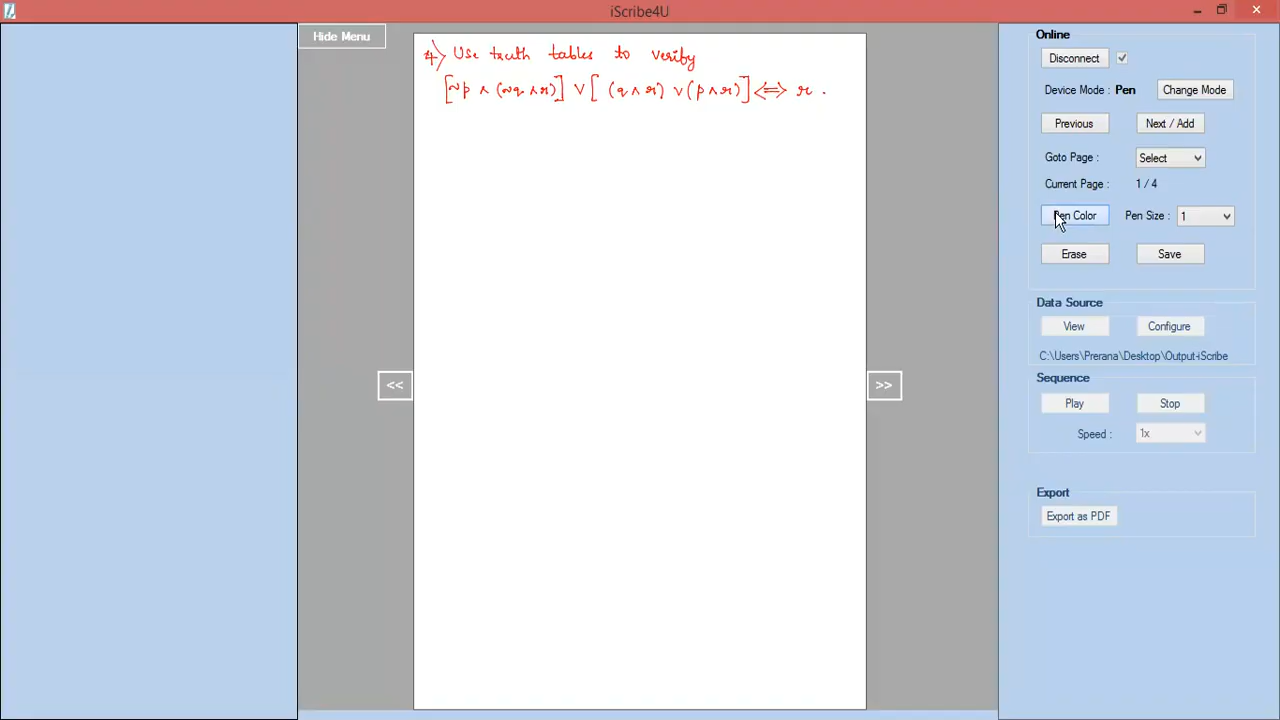 iScribe4U
Hide Menu
4) Use truth tables to verify
[~p ∧ (~q ∧ r)] ∨ [ (q ∧ r) ∨ (p ∧ r)] ⇔ r .
<<
>>
Online
Disconnect
Device Mode : Pen Change Mode
Previous Next / Add
Goto Page : Select
Current Page : 1 / 4
Pen Color Pen Size : 1
Erase Save
Data Source
View Configure
C:\Users\Prerana\Desktop\Output-iScribe
Sequence
Play Stop
Speed : 1x
Export
Export as PDF